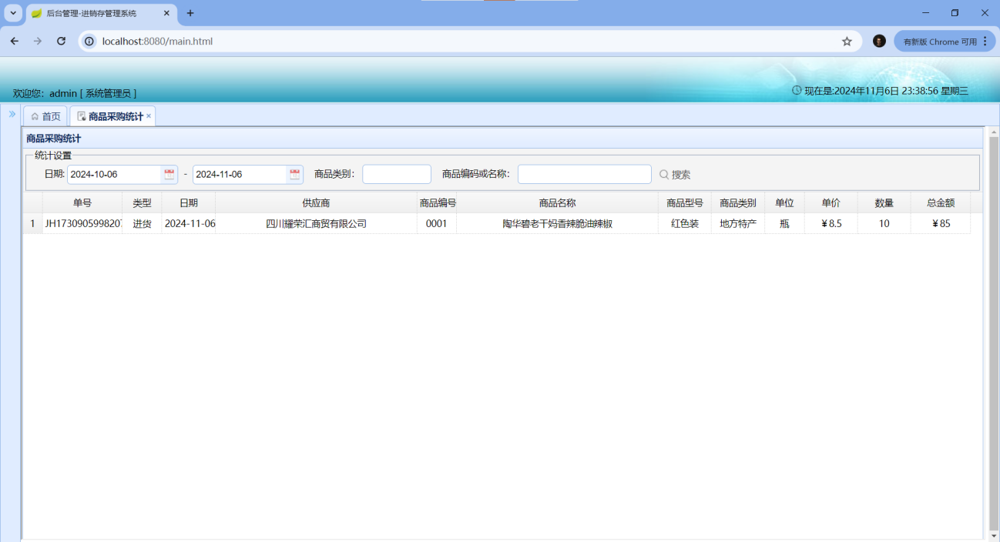 后台管理-进销存管理系统
localhost:8080/main.html
有新版 Chrome 可用
欢迎您：admin [ 系统管理员 ]
现在是:2024年11月6日 23:38:56 星期三
首页 商品采购统计
商品采购统计
统计设置
日期: 2024-10-06 - 2024-11-06 商品类别： 商品编码或名称： 搜索
单号 类型 日期 供应商 商品编号 商品名称 商品型号 商品类别 单位 单价 数量 总金额
1 JH173090599820 进货 2024-11-06 四川耀荣汇商贸有限公司 0001 陶华碧老干妈香辣脆油辣椒 红色装 地方特产 瓶 ¥8.5 10 ¥85